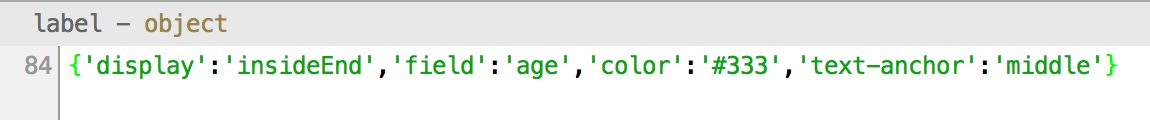 label – object
84 {'display':'insideEnd','field':'age','color':'#333','text-anchor':'middle'}